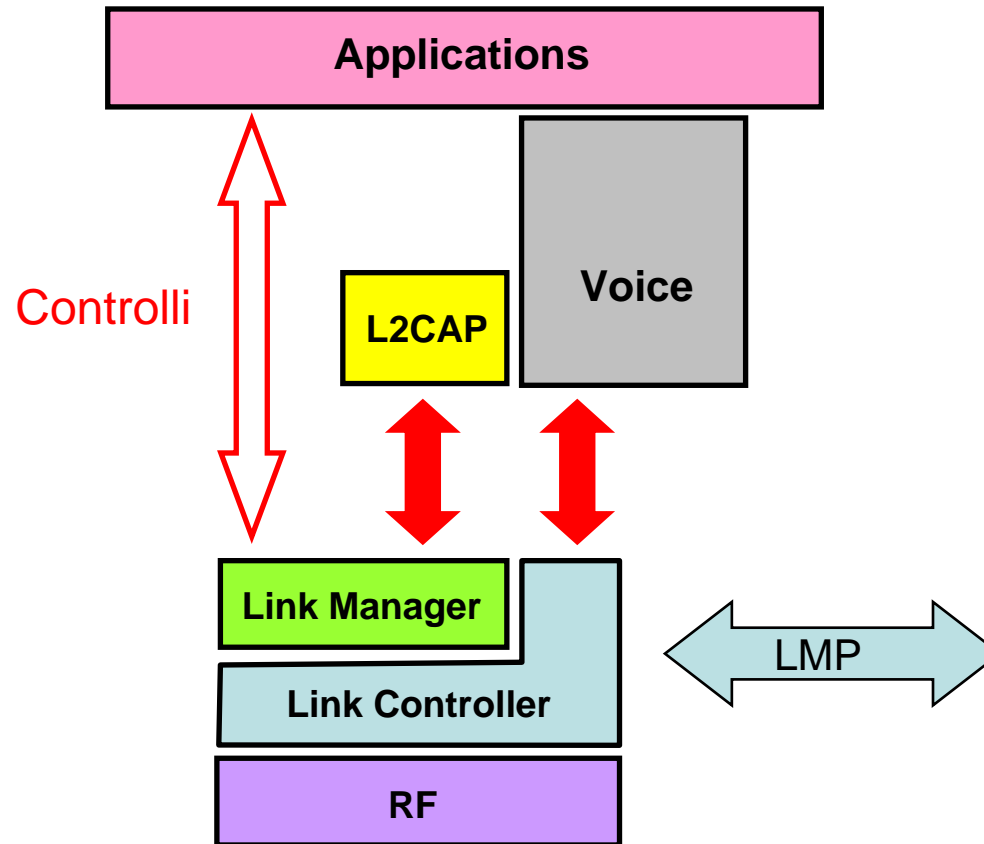 Applications
Voice
Controlli
L2CAP
Link Manager
LMP
Link Controller
RF